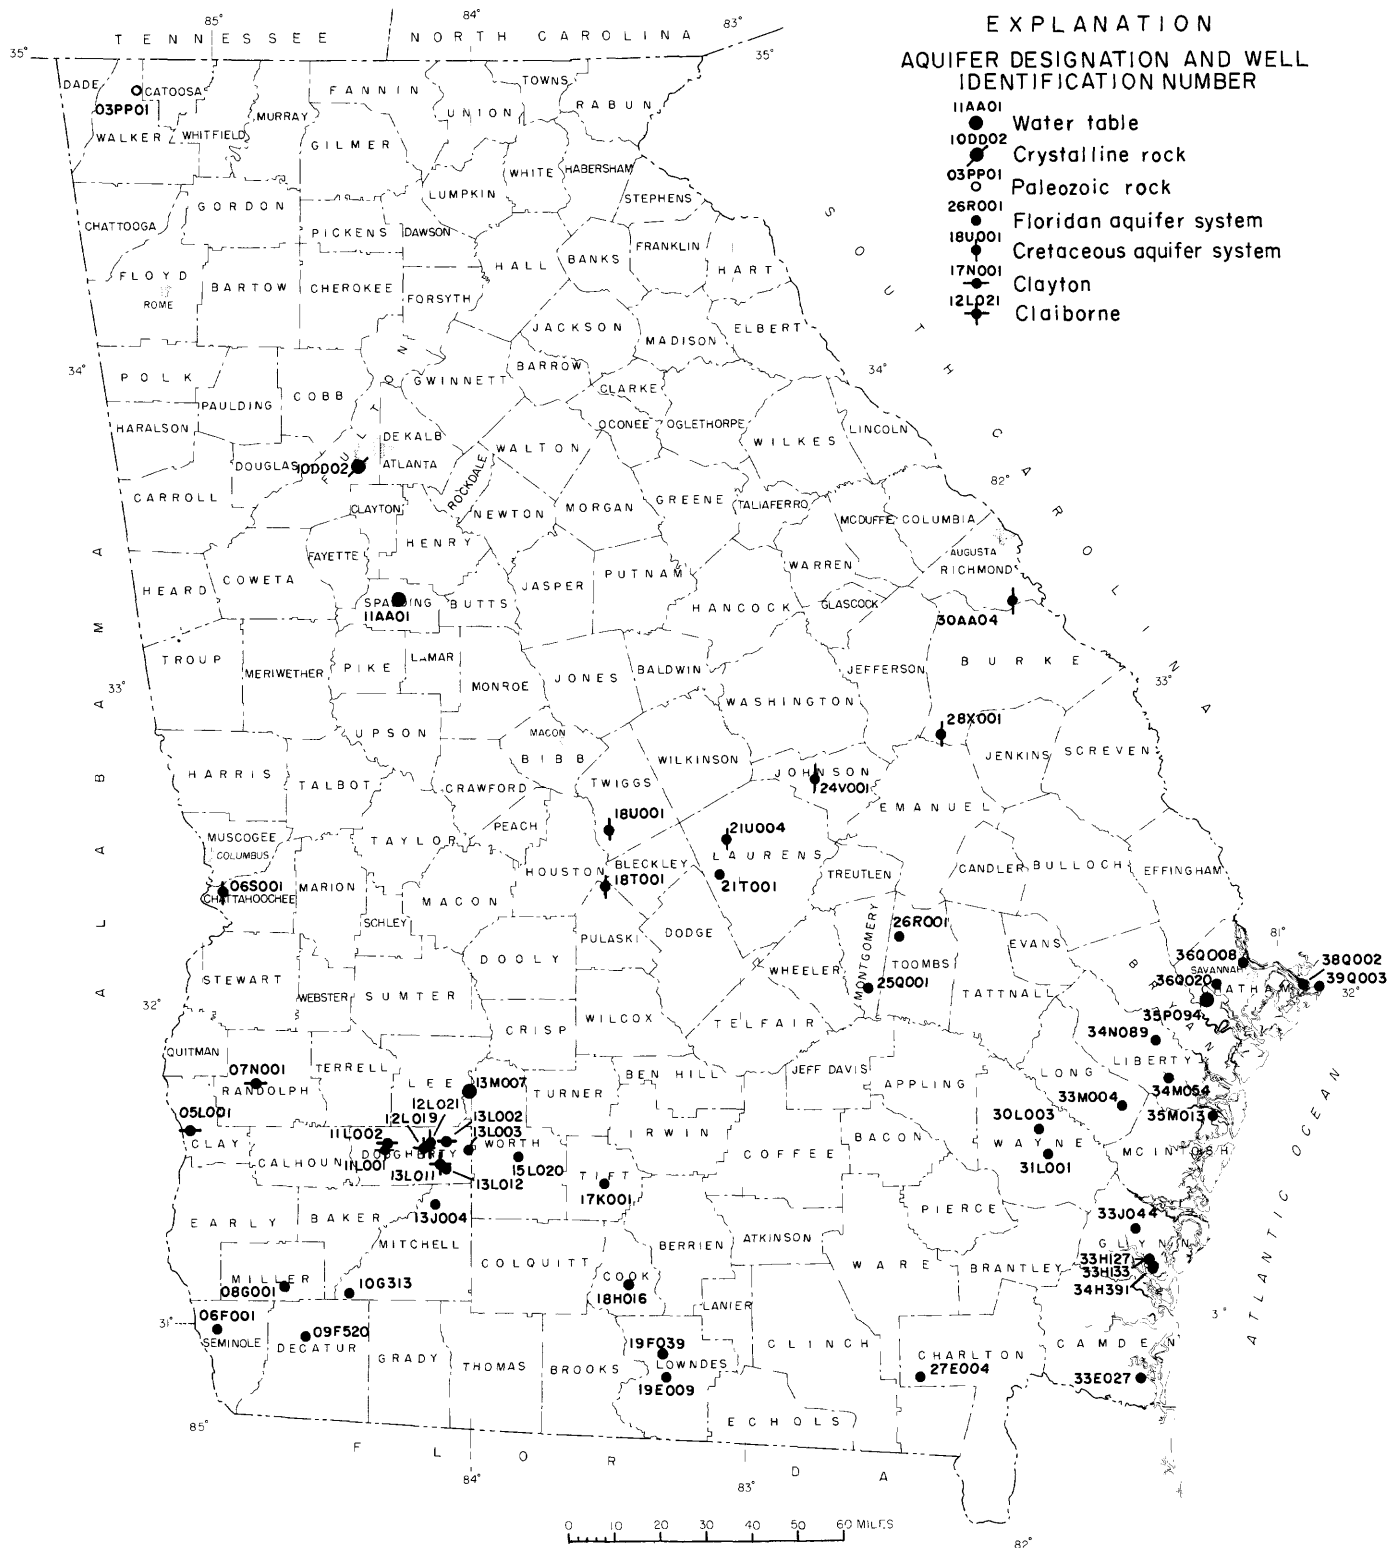 EXPLANATION
AQUIFER DESIGNATION AND WELL
IDENTIFICATION NUMBER
11AA01
Water table
10DD02
Crystalline rock
03PP01
Paleozoic rock
26R001
Floridan aquifer system
18U001
Cretaceous aquifer system
17N001
Clayton
12L021
Claiborne
85°
84°
83°
35°
TENNESSEE
NORTH CAROLINA
35°
DADE
CATOOSA
03PP01
WALKER
WHITFIELD
MURRAY
FANNIN
UNION
TOWNS
RABUN
GILMER
WHITE
HABERSHAM
LUMPKIN
STEPHENS
CHATTOOGA
GORDON
PICKENS
DAWSON
HALL
BANKS
FRANKLIN
HART
FLOYD
ROME
BARTOW
CHEROKEE
FORSYTH
JACKSON
MADISON
ELBERT
34°
POLK
PAULDING
COBB
FULTON
GWINNETT
BARROW
CLARKE
34°
HARALSON
DOUGLAS
10DD02
DEKALB
ATLANTA
WALTON
OCONEE
OGLETHORPE
WILKES
LINCOLN
SOUTH CAROLINA
CARROLL
CLAYTON
ROCKDALE
NEWTON
MORGAN
GREENE
TALIAFERRO
MCDUFFE
COLUMBIA
82°
HEARD
COWETA
FAYETTE
HENRY
JASPER
PUTNAM
WARREN
AUGUSTA
RICHMOND
SPALDING
11AA01
BUTTS
HANCOCK
GLASCOCK
30AA04
TROUP
MERIWETHER
PIKE
LAMAR
MONROE
JONES
BALDWIN
WASHINGTON
JEFFERSON
BURKE
33°
33°
ALABAMA
UPSON
MACON
BIBB
TWIGGS
WILKINSON
JOHNSON
24V001
28X001
JENKINS
SCREVEN
HARRIS
TALBOT
CRAWFORD
EMANUEL
MUSCOGEE
COLUMBUS
TAYLOR
PEACH
18U001
HOUSTON
BLECKLEY
18T001
21U004
LAURENS
21T001
TREUTLEN
CANDLER
BULLOCH
EFFINGHAM
06S001
CHATTAHOOCHEE
MARION
SCHLEY
MACON
PULASKI
DODGE
MONTGOMERY
26R001
TOOMBS
EVANS
BRYAN
36Q008
SAVANNAH
81°
38Q002
39Q003
32°
STEWART
WEBSTER
SUMTER
DOOLY
WHEELER
25Q001
TATTNALL
36Q020
CHATHAM
35P094
32°
CRISP
WILCOX
TELFAIR
34N089
LIBERTY
QUITMAN
07N001
RANDOLPH
TERRELL
LEE
13M007
TURNER
BEN HILL
JEFF DAVIS
APPLING
LONG
33M004
34M054
35M013
05L001
CLAY
12L021
12L019
13L002
13L003
WORTH
11L002
CALHOUN
DOUGHERTY
11L001
13L011
13L012
15L020
IRWIN
COFFEE
BACON
30L003
WAYNE
31L001
MCINTOSH
TIFT
17K001
EARLY
BAKER
13J004
MITCHELL
COLQUITT
BERRIEN
ATKINSON
PIERCE
33J044
GLYNN
WARE
BRANTLEY
33H127
33H133
34H391
MILLER
08G001
10G313
COOK
18H016
LANIER
31°
3°
06F001
SEMINOLE
09F520
DECATUR
GRADY
THOMAS
BROOKS
19F039
LOWNDES
19E009
CLINCH
CHARLTON
27E004
CAMDEN
33E027
ATLANTIC OCEAN
ECHOLS
85°
FLORDA
84°
83°
82°
0 10 20 30 40 50 60 MILES